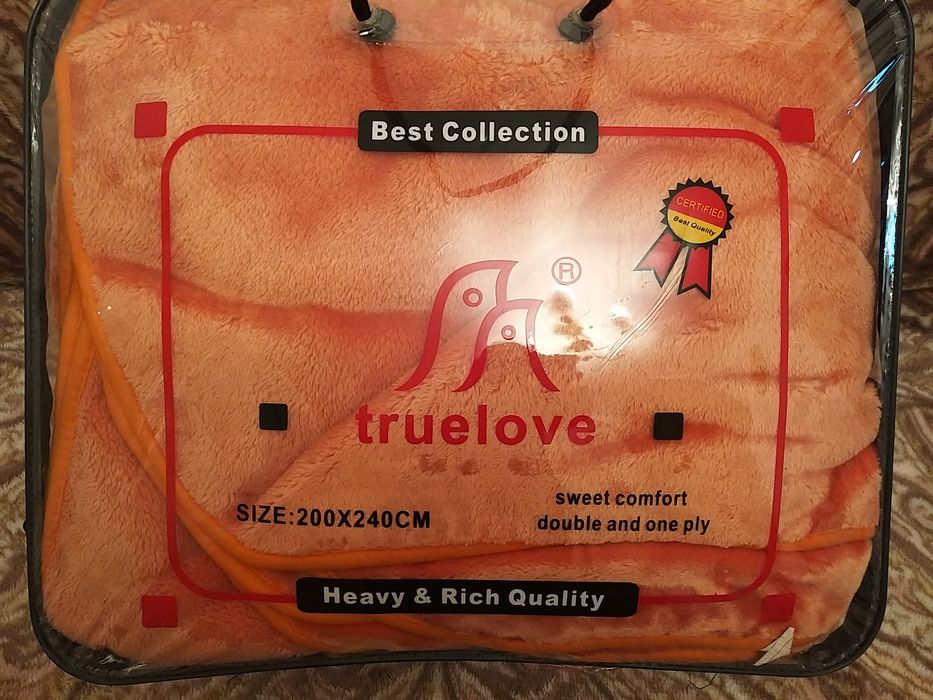 Best Collection
CERTIFIED
Best Quality
®
truelove
SIZE:200X240CM
sweet comfort
double and one ply
Heavy & Rich Quality